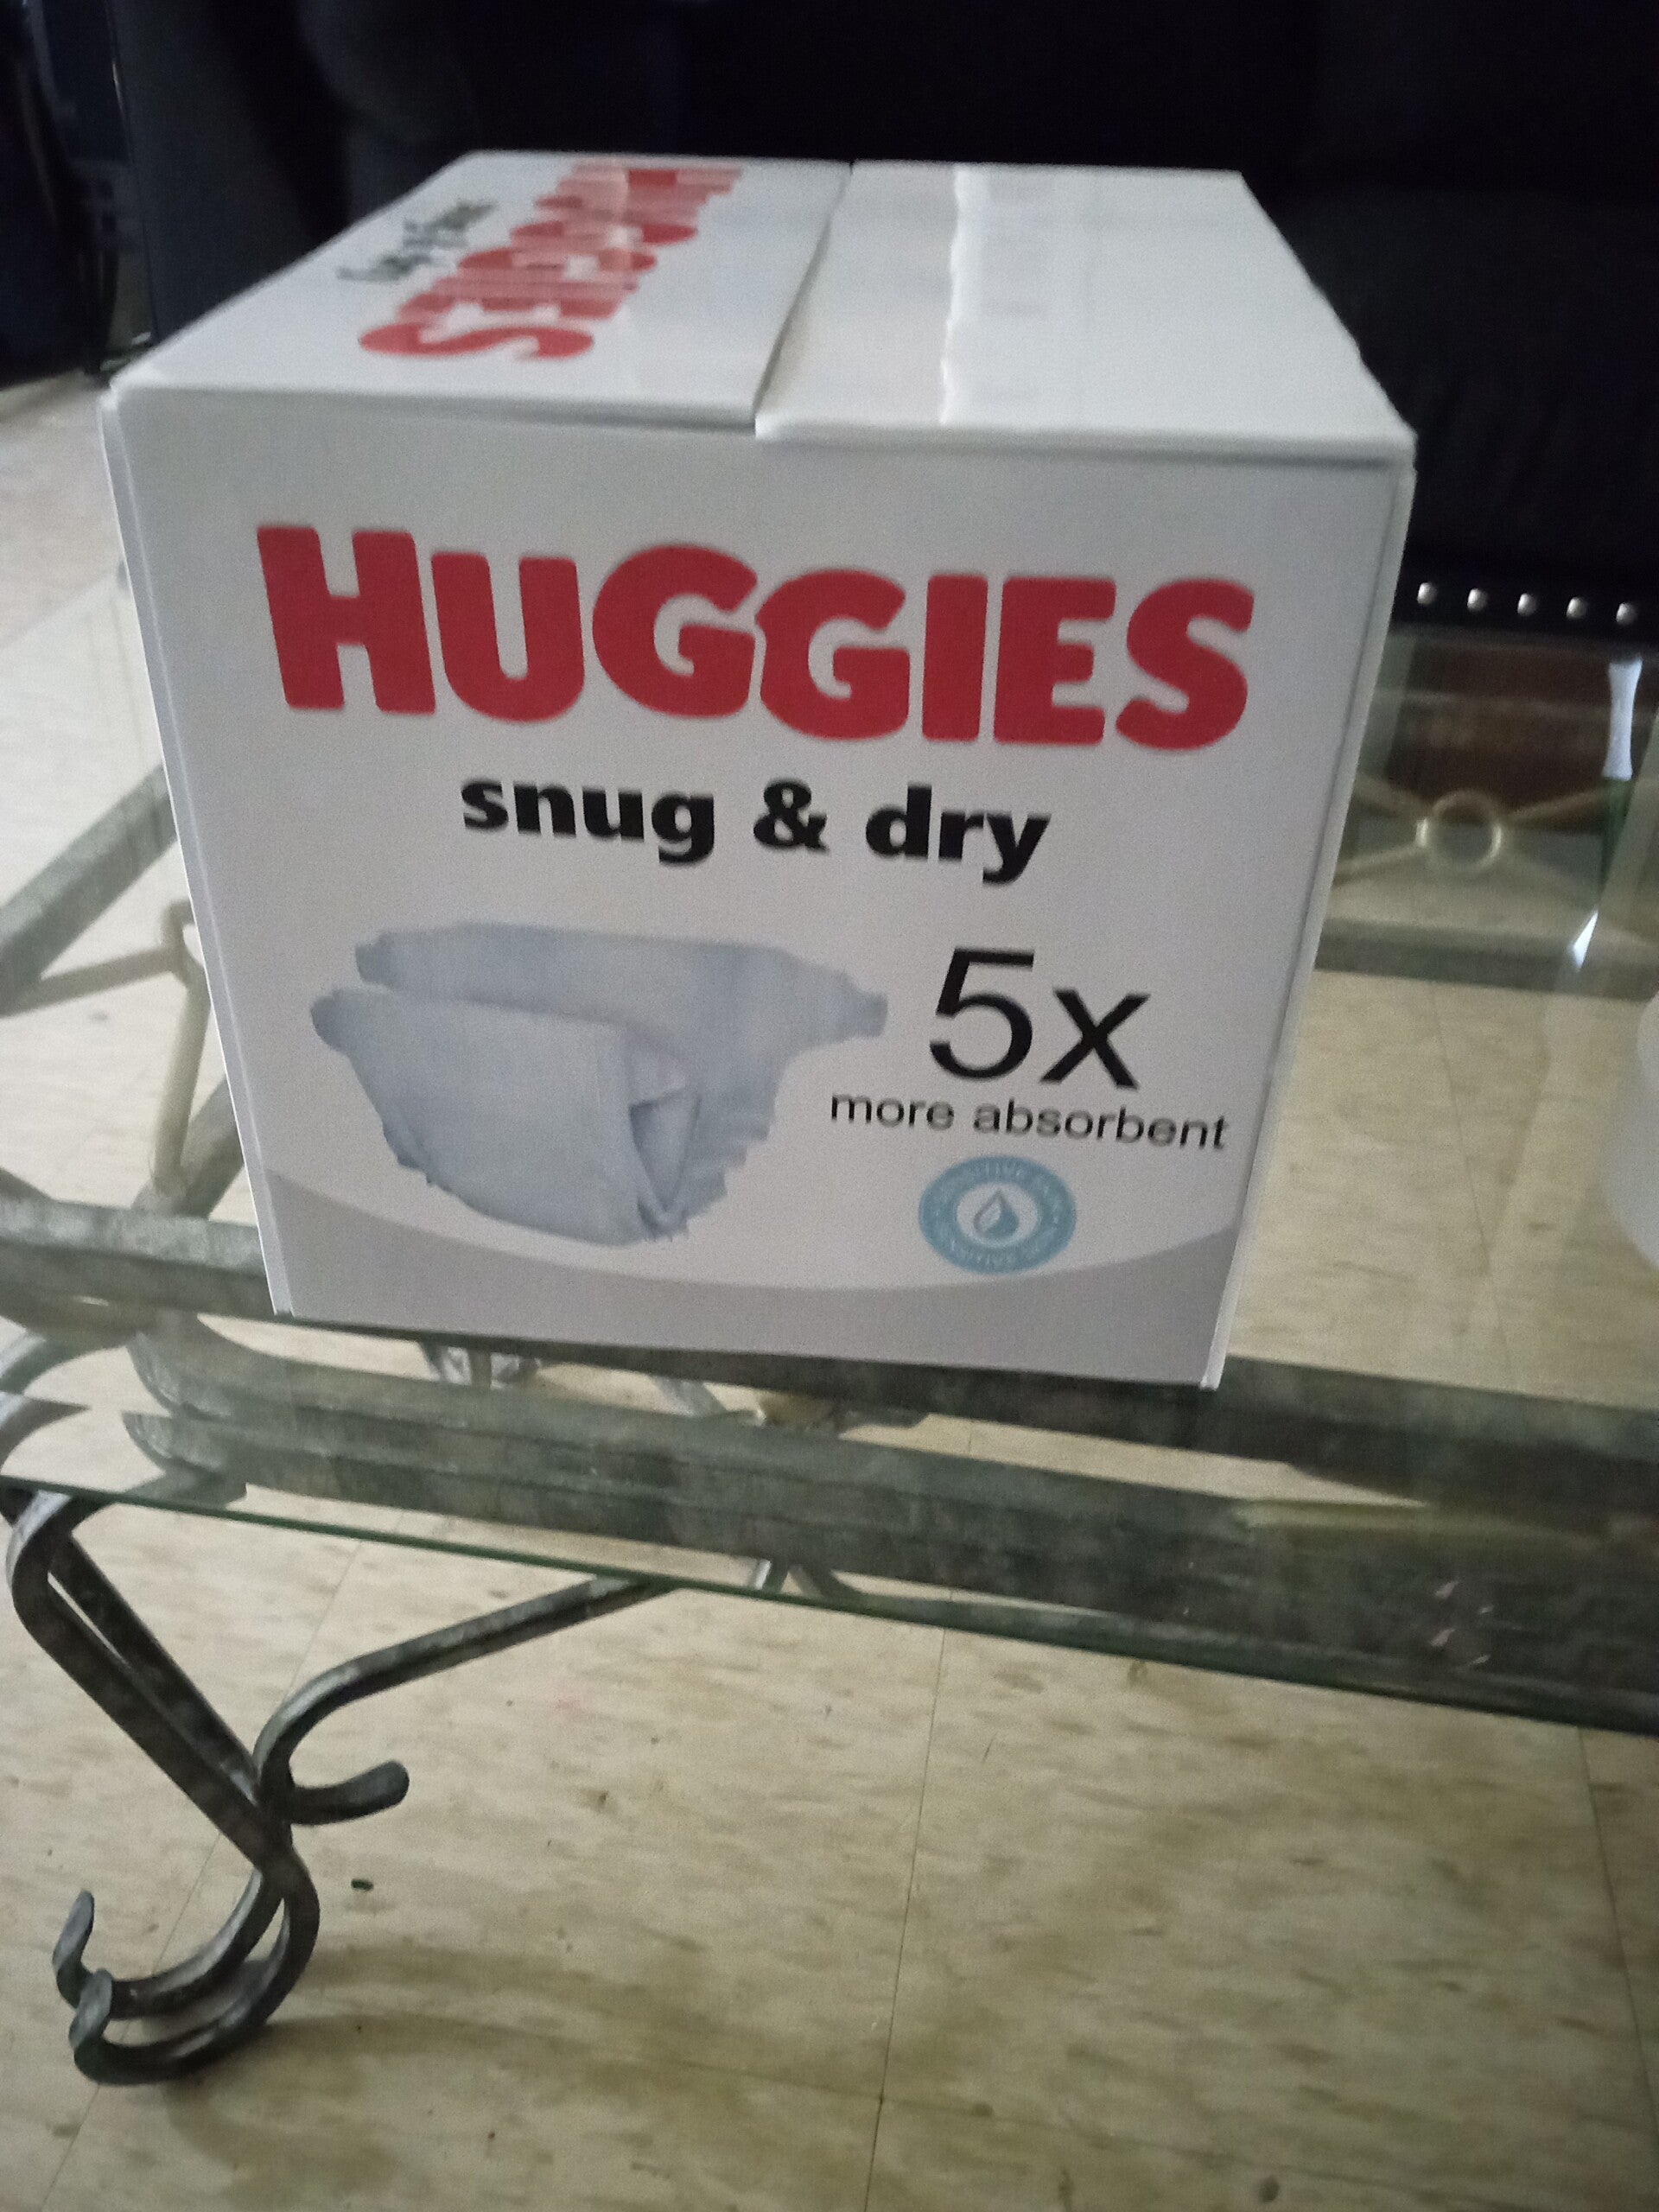 HUGGIES
HUGGIES
snug & dry
5x
more absorbent